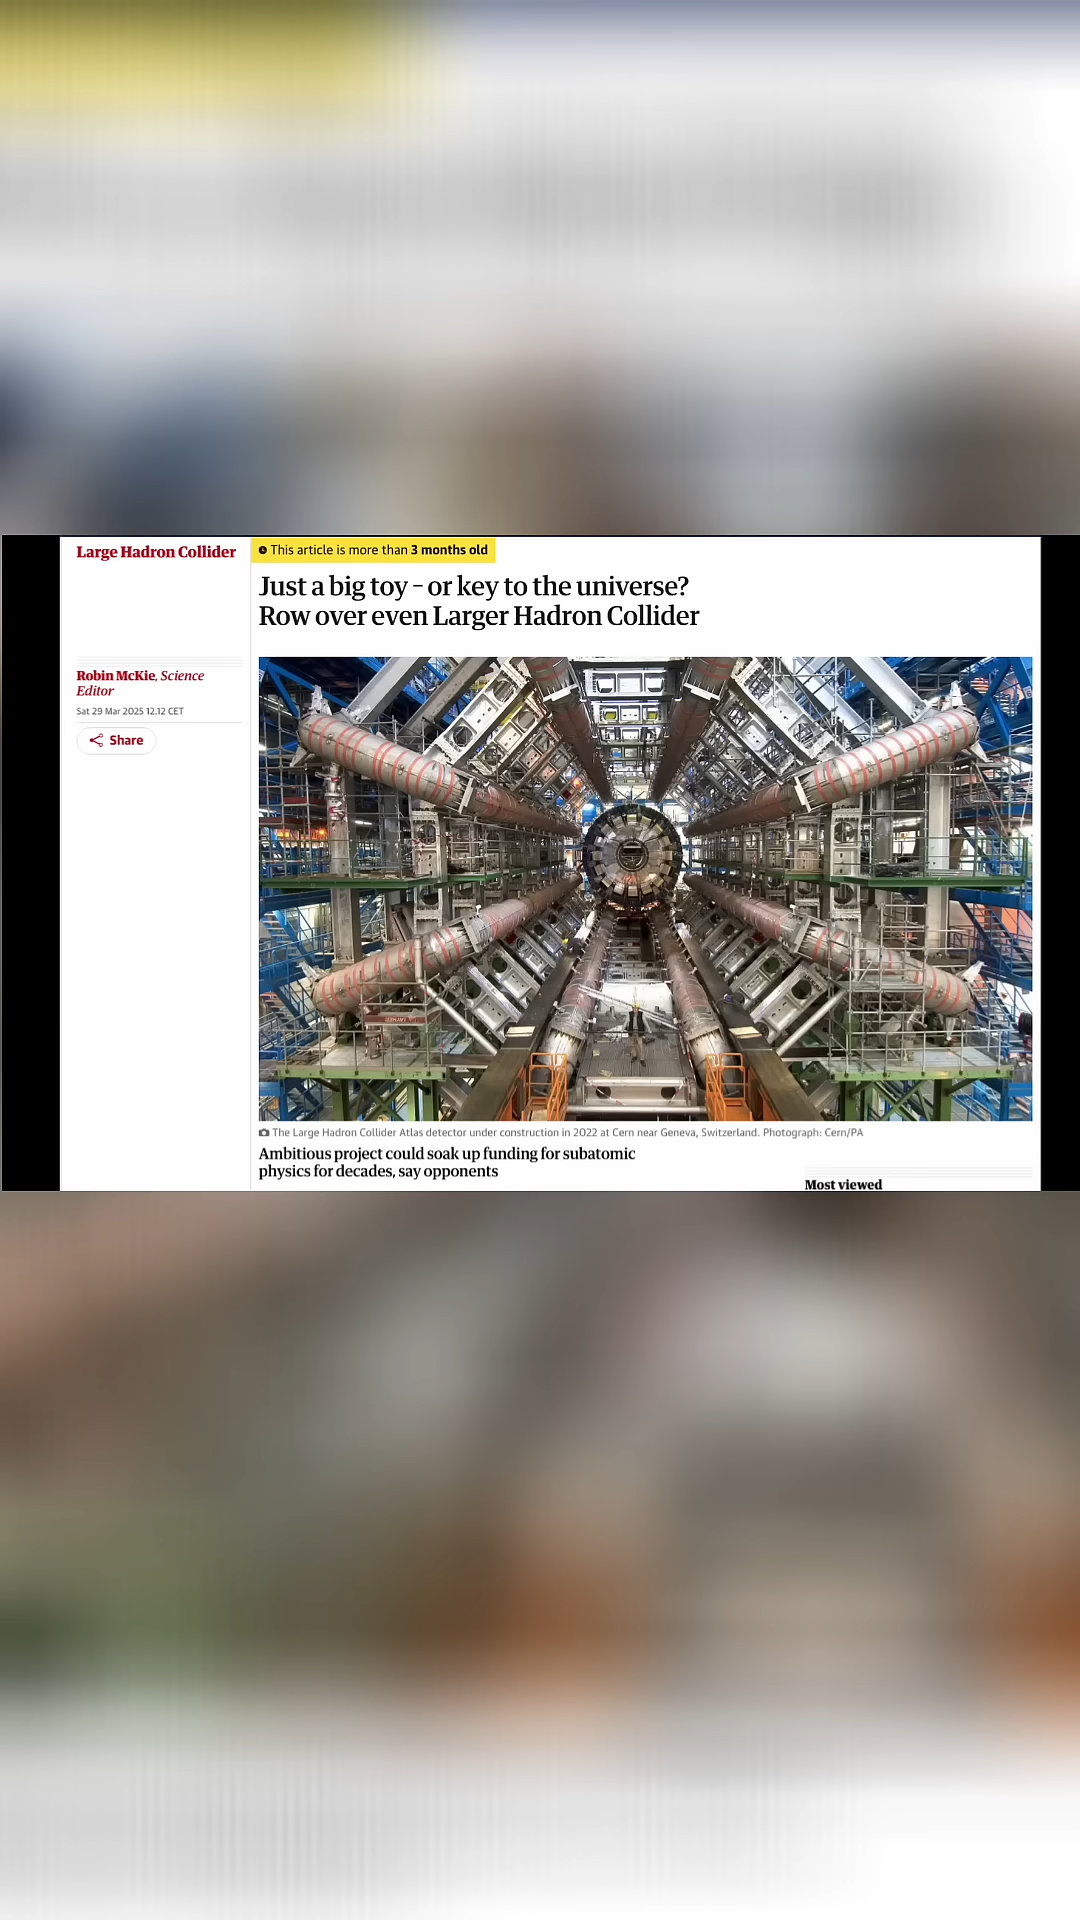 Large Hadron Collider
This article is more than 3 months old
Just a big toy – or key to the universe?
Row over even Larger Hadron Collider
Robin McKie, Science
Editor
Sat 29 Mar 2025 12.12 CET
Share
The Large Hadron Collider Atlas detector under construction in 2022 at Cern near Geneva, Switzerland. Photograph: Cern/PA
Ambitious project could soak up funding for subatomic
physics for decades, say opponents
Most viewed